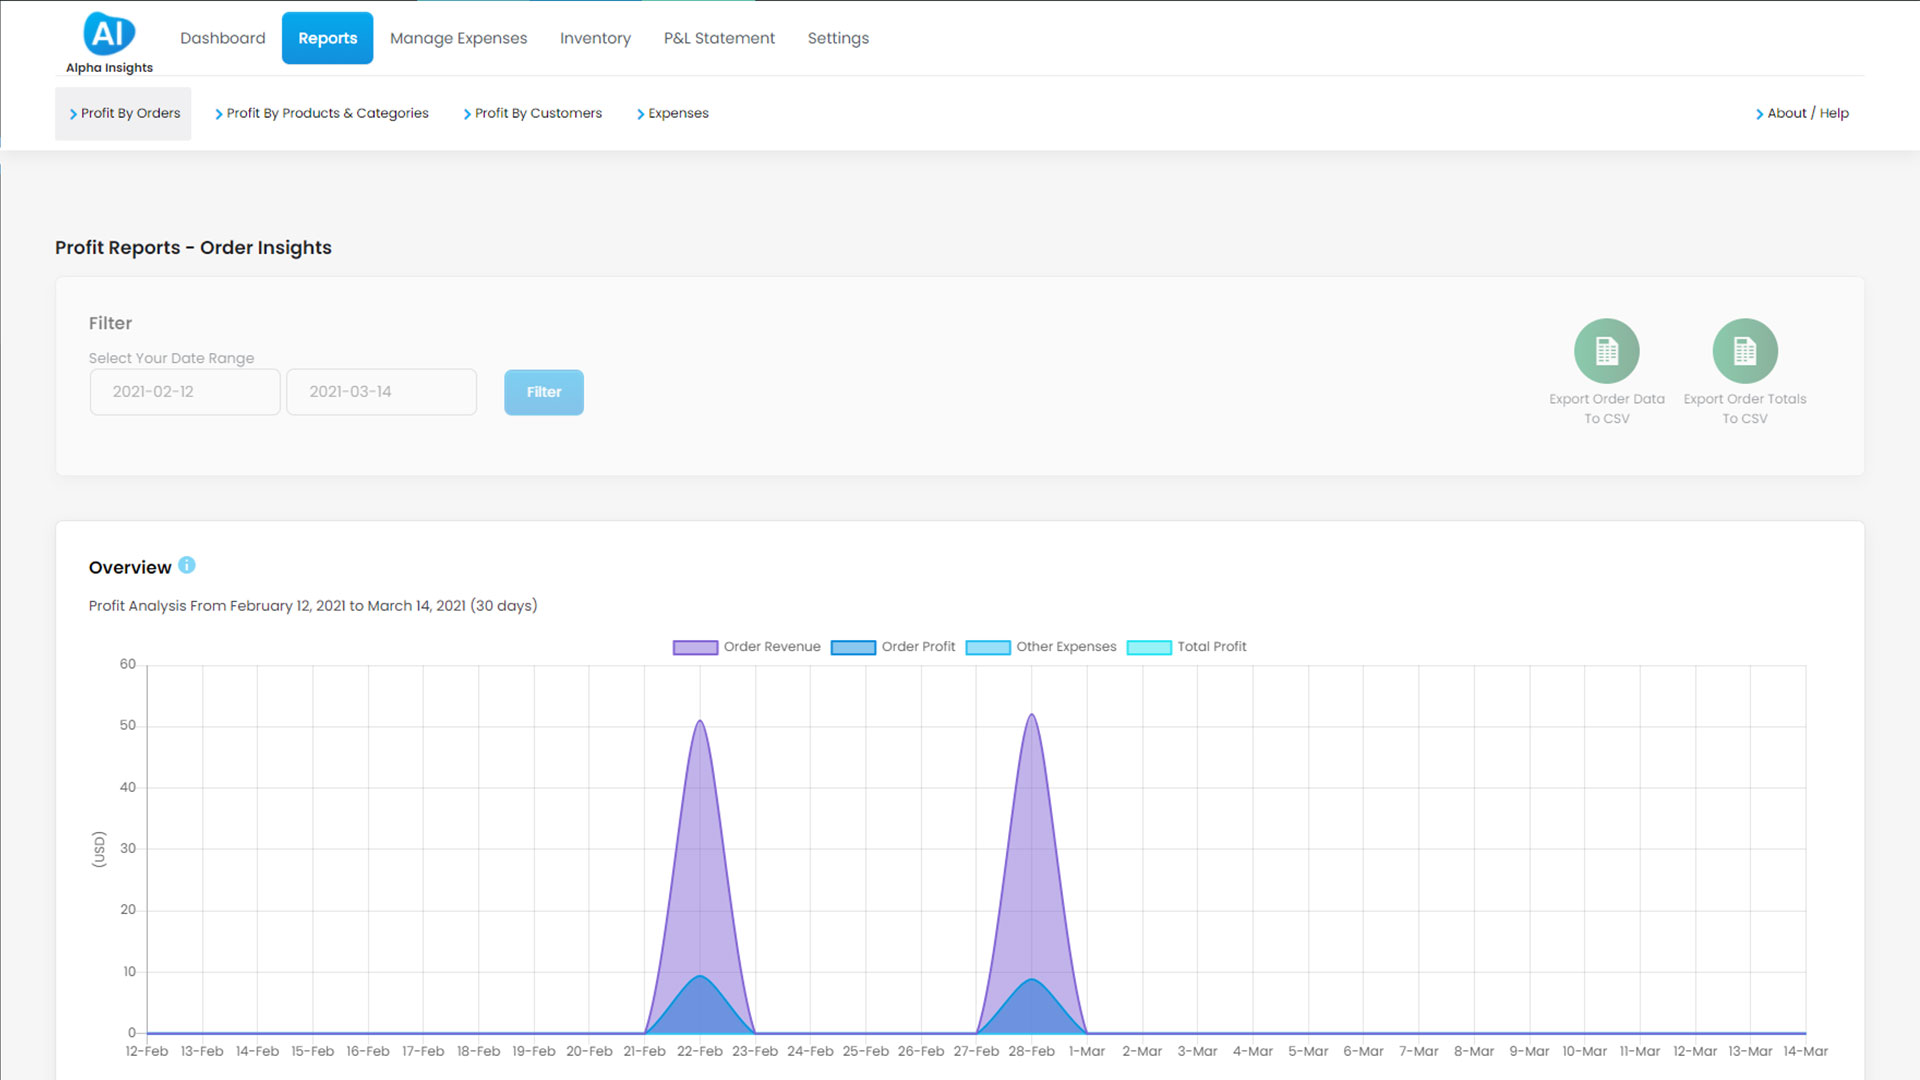 AI
Alpha Insights
Dashboard Reports Manage Expenses Inventory P&L Statement Settings
Profit By Orders Profit By Products & Categories Profit By Customers Expenses About / Help
Profit Reports - Order Insights
Filter
Select Your Date Range
2021-02-12 2021-03-14 Filter
Export Order Data
To CSV
Export Order Totals
To CSV
Overview
Profit Analysis From February 12, 2021 to March 14, 2021 (30 days)
Order Revenue Order Profit Other Expenses Total Profit
60
50
40
30
20
10
0
(USD)
12-Feb 13-Feb 14-Feb 15-Feb 16-Feb 17-Feb 18-Feb 19-Feb 20-Feb 21-Feb 22-Feb 23-Feb 24-Feb 25-Feb 26-Feb 27-Feb 28-Feb 1-Mar 2-Mar 3-Mar 4-Mar 5-Mar 6-Mar 7-Mar 8-Mar 9-Mar 10-Mar 11-Mar 12-Mar 13-Mar 14-Mar